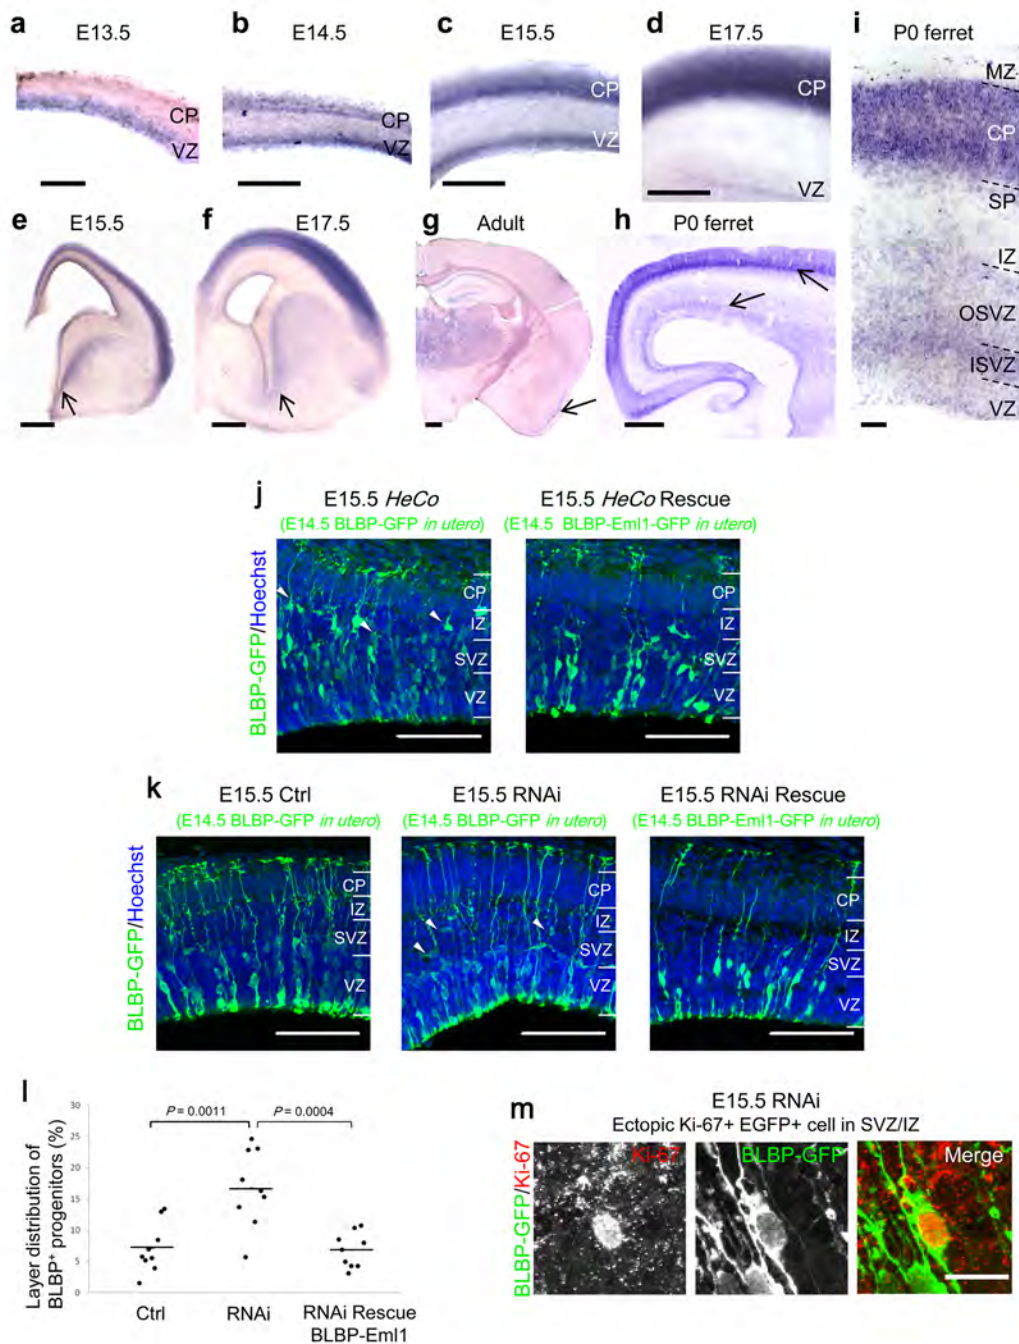 a
E13.5
CP
VZ
b
E14.5
CP
VZ
c
E15.5
CP
VZ
d
E17.5
CP
VZ
i
P0 ferret
MZ
CP
SP
IZ
OSVZ
ISVZ
VZ
e
E15.5
f
E17.5
g
Adult
h
P0 ferret
j
E15.5 HeCo
(E14.5 BLBP-GFP in utero)
E15.5 HeCo Rescue
(E14.5 BLBP-Eml1-GFP in utero)
BLBP-GFP/Hoechst
CP
IZ
SVZ
VZ
CP
IZ
SVZ
VZ
k
E15.5 Ctrl
(E14.5 BLBP-GFP in utero)
E15.5 RNAi
(E14.5 BLBP-GFP in utero)
E15.5 RNAi Rescue
(E14.5 BLBP-Eml1-GFP in utero)
BLBP-GFP/Hoechst
CP
IZ
SVZ
VZ
CP
IZ
SVZ
VZ
CP
IZ
SVZ
VZ
l
Layer distribution of
BLBP+ progenitors (%)
30
25
20
15
10
5
0
P = 0.0011
P = 0.0004
Ctrl
RNAi
RNAi Rescue
BLBP-Eml1
m
E15.5 RNAi
Ectopic Ki-67+ EGFP+ cell in SVZ/IZ
BLBP-GFP/Ki-67
Ki-67
BLBP-GFP
Merge